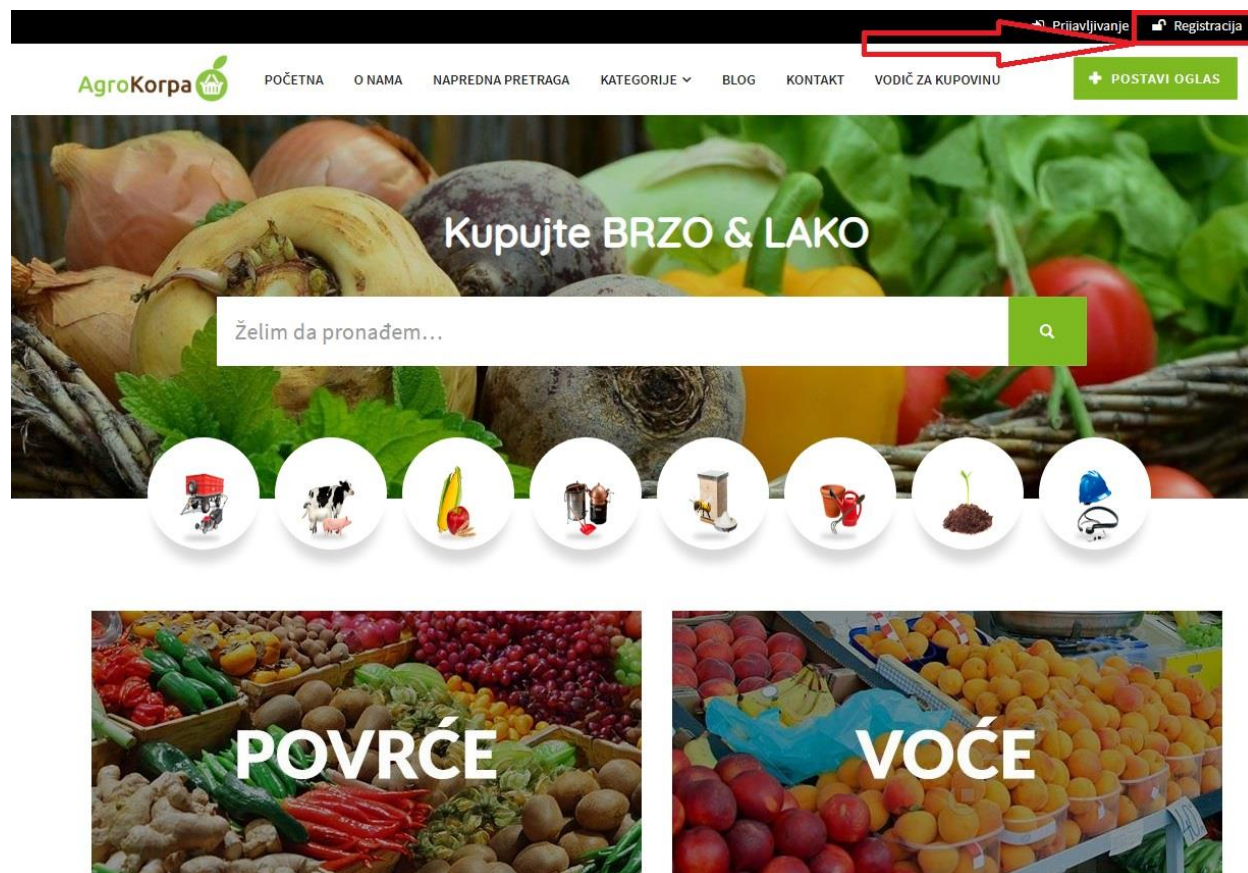 Prijavljivanje Registracija
AgroKorpa
POČETNA O NAMA NAPREDNA PRETRAGA KATEGORIJE BLOG KONTAKT VODIČ ZA KUPOVINU
POSTAVI OGLAS
Kupujte BRZO & LAKO
Želim da pronađem...
POVRĆE
VOĆE